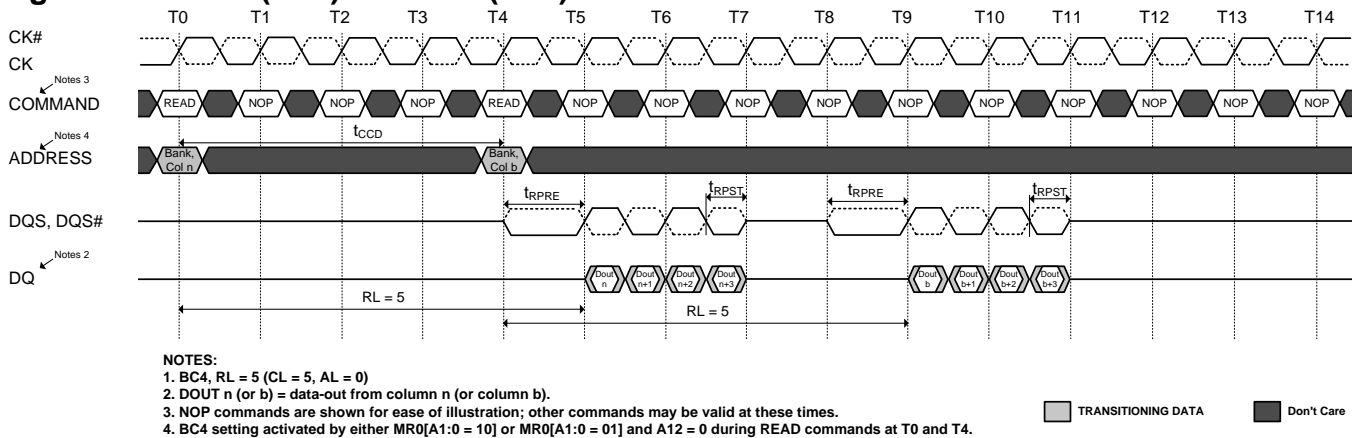 T0 T1 T2 T3 T4 T5 T6 T7 T8 T9 T10 T11 T12 T13 T14
CK#
CK
Notes 3
COMMAND READ NOP NOP NOP READ NOP NOP NOP NOP NOP NOP NOP NOP NOP NOP
tCCD
Notes 4
ADDRESS
Bank, Col n
Bank, Col b
tRPRE tRPST tRPRE tRPST
DQS, DQS#
Notes 2
DQ
Dout n
Dout n+1
Dout n+2
Dout n+3
Dout b
Dout b+1
Dout b+2
Dout b+3
RL = 5
RL = 5
NOTES:
1. BC4, RL = 5 (CL = 5, AL = 0)
2. DOUT n (or b) = data-out from column n (or column b).
3. NOP commands are shown for ease of illustration; other commands may be valid at these times.
4. BC4 setting activated by either MR0[A1:0 = 10] or MR0[A1:0 = 01] and A12 = 0 during READ commands at T0 and T4.
TRANSITIONING DATA
Don't Care